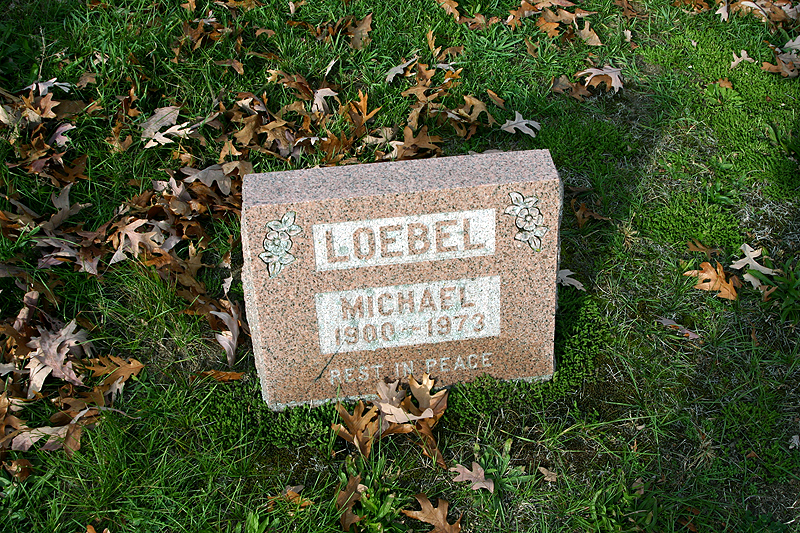 LOEBEL
MICHAEL
1900-1973
REST IN PEACE